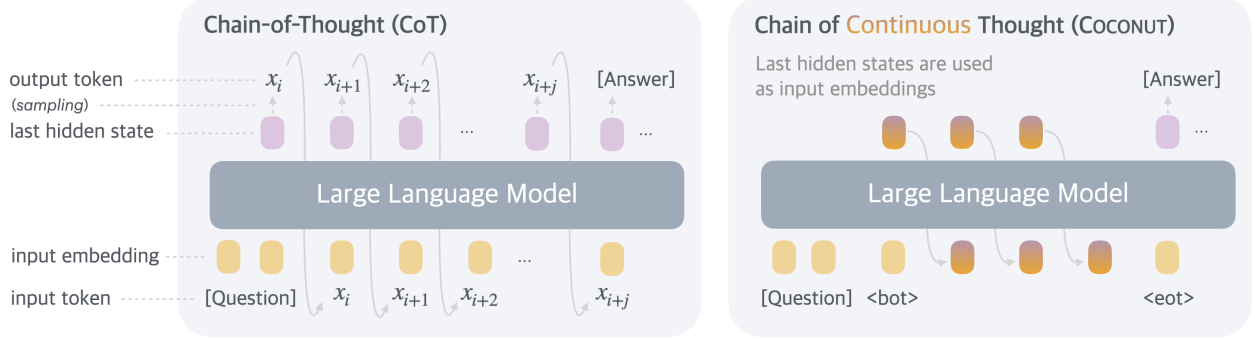 Chain-of-Thought (CoT)
output token
x_i x_{i+1} x_{i+2} x_{i+j} [Answer]
(sampling)
last hidden state
... ...
Large Language Model
input embedding
...
input token
[Question] x_i x_{i+1} x_{i+2} x_{i+j}
Chain of Continuous Thought (COCONUT)
Last hidden states are used
as input embeddings
[Answer]
...
Large Language Model
[Question] <bot> <eot>